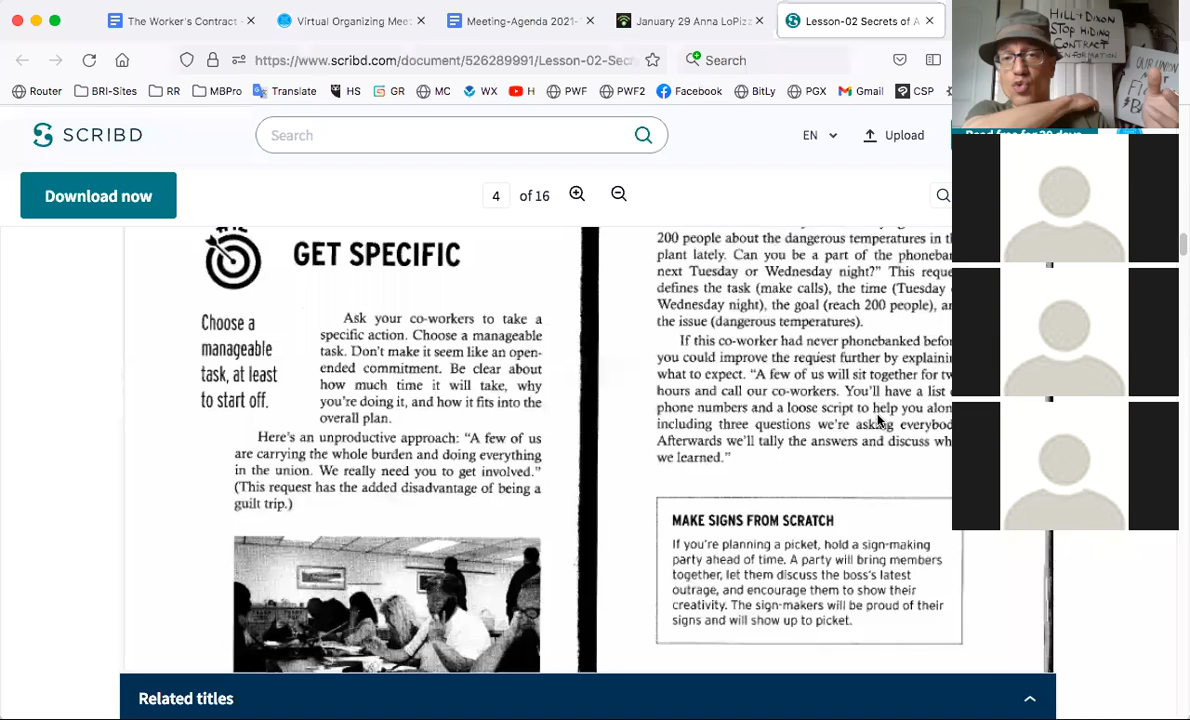 The Worker's Contract -
Virtual Organizing Mee
Meeting-Agenda 2021-
January 29 Anna LoPizz
Lesson-02 Secrets of A
https://www.scribd.com/document/526289991/Lesson-02-Secr
Search
Router
BRI-Sites
RR
MBPro
Translate
HS
GR
MC
WX
H
PWF
PWF2
Facebook
BitLy
PGX
Gmail
CSP
HILL + DIXON
STOP HIDING
CONTRACT
INFORMATION
OUR UNION
SCRIBD
Search
EN
Upload
Read free for 30 days
Download now
4 of 16
GET SPECIFIC
Choose a
manageable
task, at least
to start off.
Ask your co-workers to take a
specific action. Choose a manageable
task. Don't make it seem like an open-
ended commitment. Be clear about
how much time it will take, why
you're doing it, and how it fits into the
overall plan.
Here's an unproductive approach: "A few of us
are carrying the whole burden and doing everything
in the union. We really need you to get involved."
(This request has the added disadvantage of being a
guilt trip.)
200 people about the dangerous temperatures in t
plant lately. Can you be a part of the phoneba
next Tuesday or Wednesday night?" This reque
defines the task (make calls), the time (Tuesday
Wednesday night), the goal (reach 200 people), a
the issue (dangerous temperatures).
If this co-worker had never phonebanked befor
you could improve the request further by explaini
what to expect. "A few of us will sit together for tw
hours and call our co-workers. You'll have a list
phone numbers and a loose script to help you alon
including three questions we're asking everybod
Afterwards we'll tally the answers and discuss wh
we learned."
MAKE SIGNS FROM SCRATCH
If you're planning a picket, hold a sign-making
party ahead of time. A party will bring members
together, let them discuss the boss's latest
outrage, and encourage them to show their
creativity. The sign-makers will be proud of their
signs and will show up to picket.
Related titles